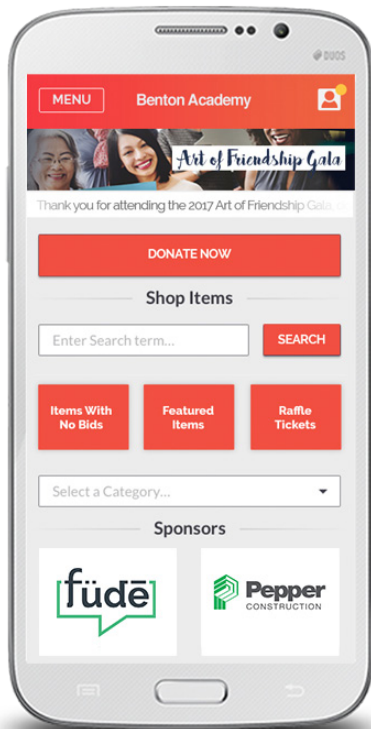 DUOS
MENU
Benton Academy
Art of Friendship Gala
Thank you for attending the 2017 Art of Friendship Gala,
DONATE NOW
Shop Items
Enter Search term...
SEARCH
Items With
No Bids
Featured
Items
Raffle
Tickets
Select a Category...
Sponsors
füdē
Pepper
CONSTRUCTION